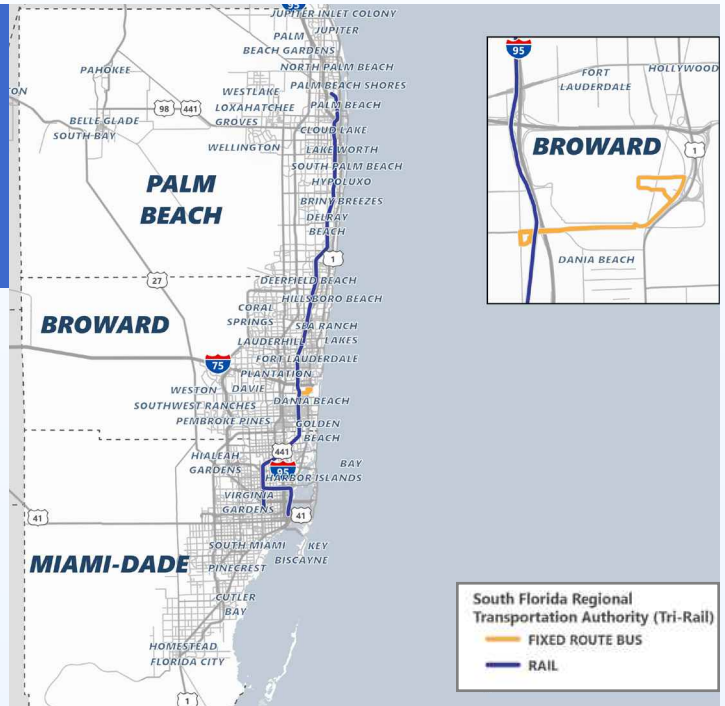 95
JUPITER INLET COLONY
JUPITER
PALM
BEACH GARDENS
NORTH PALM BEACH
PAHOKEE
PALM BEACH SHORES
WESTLAKE
TON
98
441
LOXAHATCHEE
GROVES
PALM BEACH
BELLE GLADE
SOUTH BAY
CLOUD LAKE
WELLINGTON
LAKE WORTH
SOUTH PALM BEACH
PALM
BEACH
HYPOLUXO
BRINY BREEZES
DELRAY
BEACH
1
27
DEERFIELD BEACH
HILLSBORO BEACH
CORAL
SPRINGS
BROWARD
SEA RANCH
LAKES
LAUDERHILL
FORT LAUDERDALE
75
PLANTATION
WESTON
DAVIE
DANIA BEACH
SOUTHWEST RANCHES
PEMBROKE PINES
GOLDEN
BEACH
441
HIALEAH
GARDENS
95
BAY
HARBOR ISLANDS
VIRGINIA
GARDENS
41
41
MIAMI-DADE
SOUTH MIAMI
KEY
BISCAYNE
PINECREST
CUTLER
BAY
HOMESTEAD
FLORIDA CITY
1
95
FORT
LAUDERDALE
HOLLYWOOD
BROWARD
1
DANIA BEACH
South Florida Regional
Transportation Authority (Tri-Rail)
FIXED ROUTE BUS
RAIL